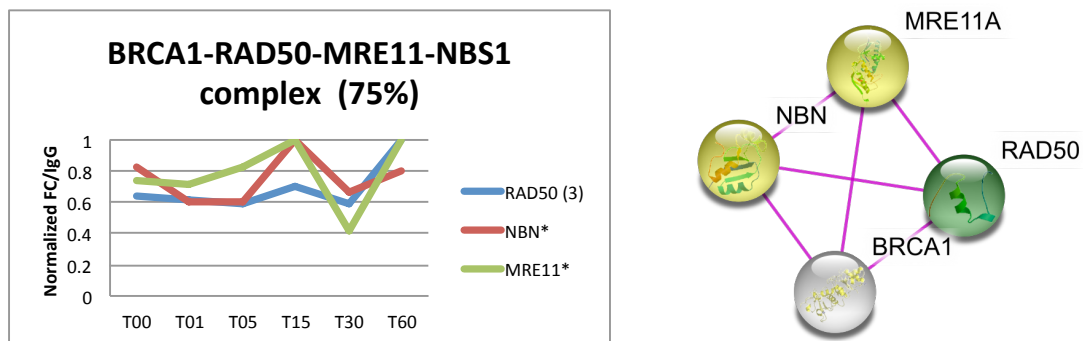 BRCA1-RAD50-MRE11-NBS1
complex (75%)
Normalized FC/IgG
1
0.8
0.6
0.4
0.2
0
T00 T01 T05 T15 T30 T60
RAD50 (3)
NBN*
MRE11*
MRE11A
NBN
RAD50
BRCA1